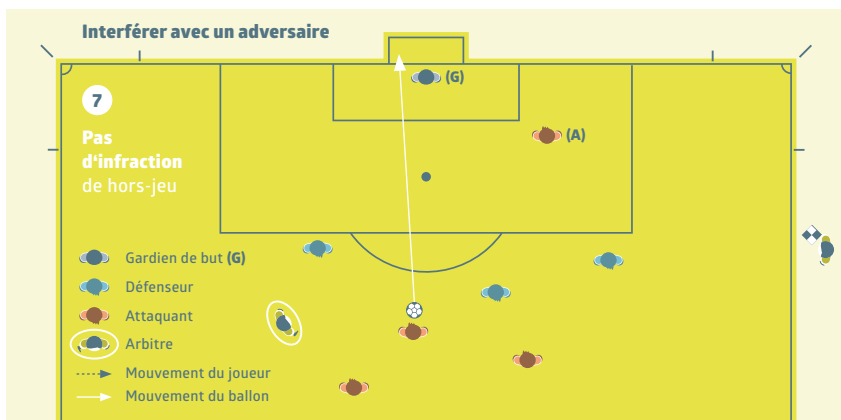 Interférer avec un adversaire
(G)
7
(A)
Pas
d'infraction
de hors-jeu
Gardien de but (G)
Défenseur
Attaquant
Arbitre
Mouvement du joueur
Mouvement du ballon